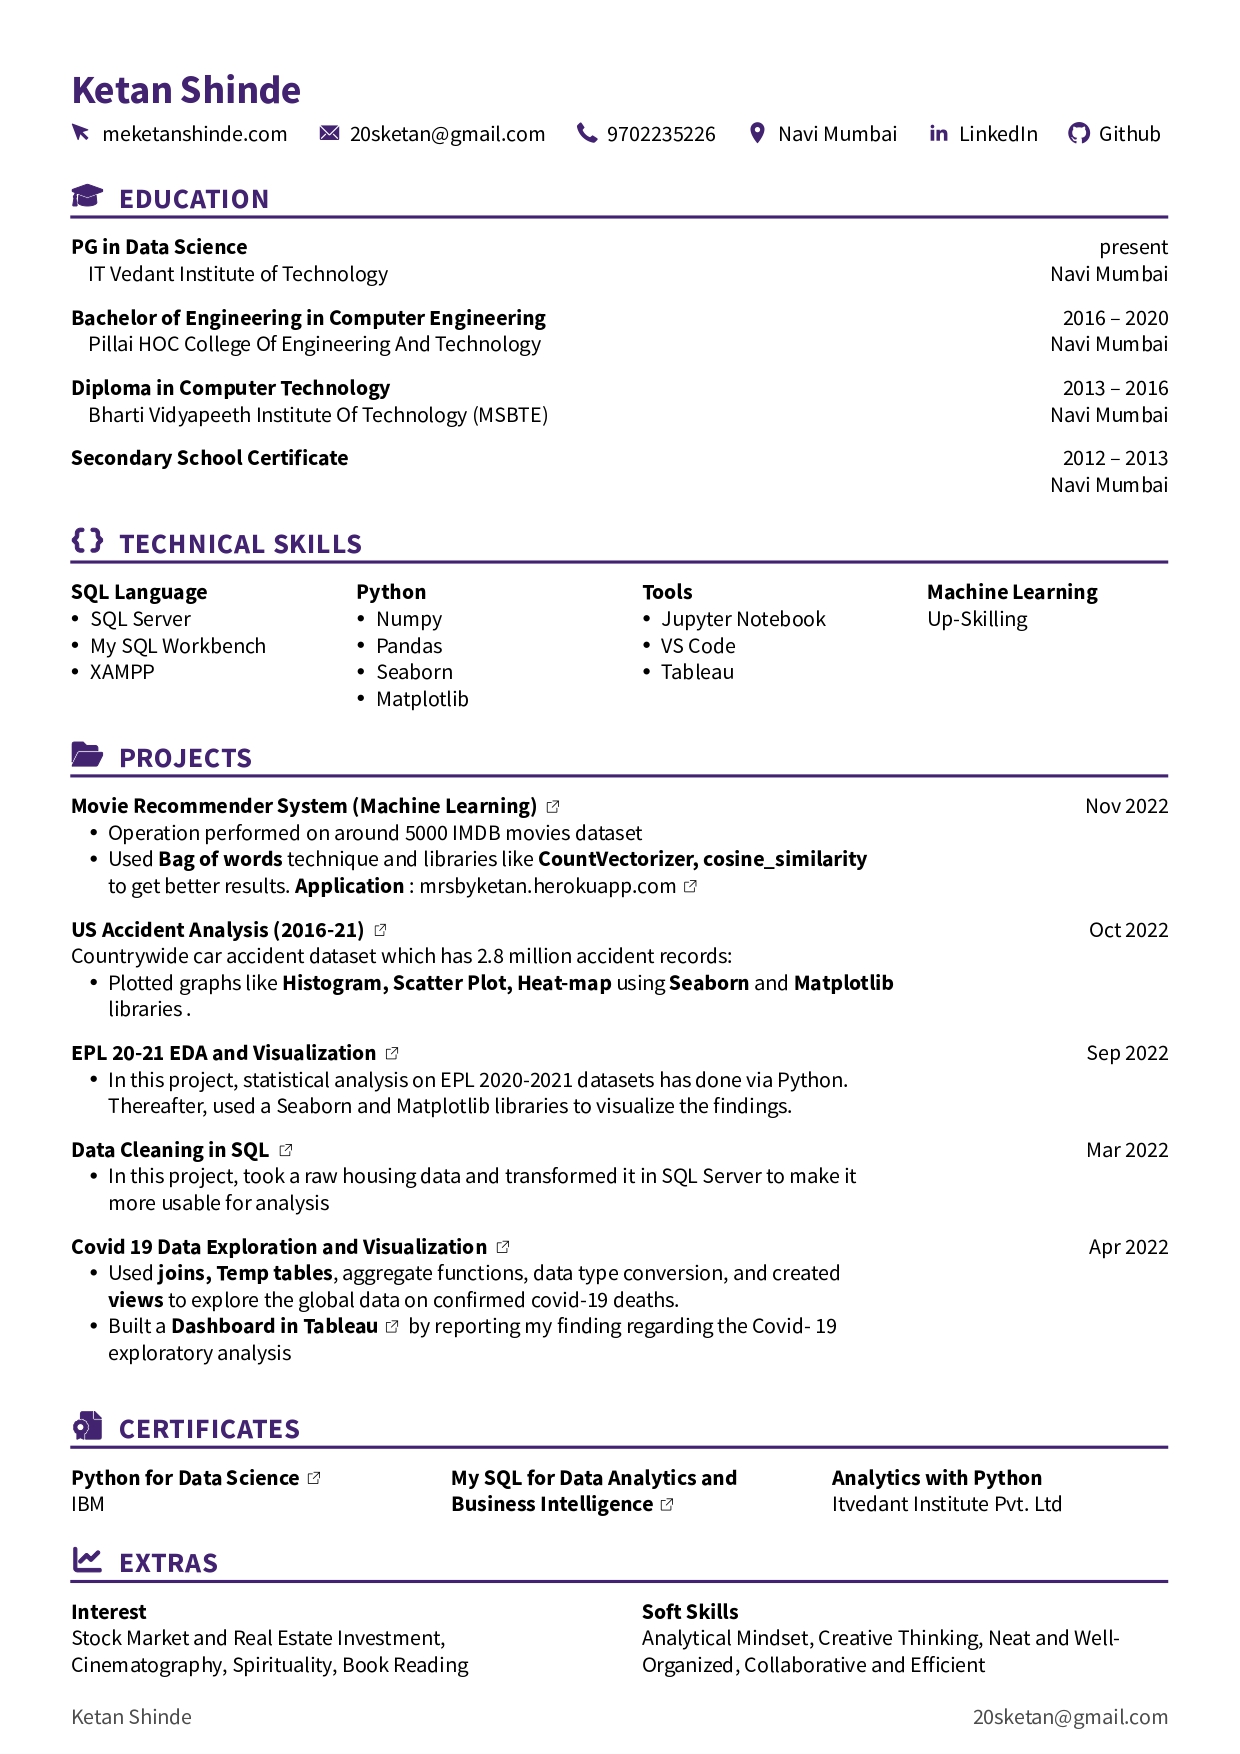 Ketan Shinde
meketanshinde.com 20sketan@gmail.com 9702235226 Navi Mumbai LinkedIn Github
EDUCATION
PG in Data Science present
IT Vedant Institute of Technology Navi Mumbai
Bachelor of Engineering in Computer Engineering 2016 – 2020
Pillai HOC College Of Engineering And Technology Navi Mumbai
Diploma in Computer Technology 2013 – 2016
Bharti Vidyapeeth Institute Of Technology (MSBTE) Navi Mumbai
Secondary School Certificate 2012 – 2013
Navi Mumbai
TECHNICAL SKILLS
SQL Language
• SQL Server
• My SQL Workbench
• XAMPP
Python
• Numpy
• Pandas
• Seaborn
• Matplotlib
Tools
• Jupyter Notebook
• VS Code
• Tableau
Machine Learning
Up-Skilling
PROJECTS
Movie Recommender System (Machine Learning) Nov 2022
• Operation performed on around 5000 IMDB movies dataset
• Used Bag of words technique and libraries like CountVectorizer, cosine_similarity
to get better results. Application : mrsbyketan.herokuapp.com
US Accident Analysis (2016-21) Oct 2022
Countrywide car accident dataset which has 2.8 million accident records:
• Plotted graphs like Histogram, Scatter Plot, Heat-map using Seaborn and Matplotlib
libraries .
EPL 20-21 EDA and Visualization Sep 2022
• In this project, statistical analysis on EPL 2020-2021 datasets has done via Python.
Thereafter, used a Seaborn and Matplotlib libraries to visualize the findings.
Data Cleaning in SQL Mar 2022
• In this project, took a raw housing data and transformed it in SQL Server to make it
more usable for analysis
Covid 19 Data Exploration and Visualization Apr 2022
• Used joins, Temp tables, aggregate functions, data type conversion, and created
views to explore the global data on confirmed covid-19 deaths.
• Built a Dashboard in Tableau by reporting my finding regarding the Covid- 19
exploratory analysis
CERTIFICATES
Python for Data Science
IBM
My SQL for Data Analytics and
Business Intelligence
Analytics with Python
Itvedant Institute Pvt. Ltd
EXTRAS
Interest
Stock Market and Real Estate Investment,
Cinematography, Spirituality, Book Reading
Soft Skills
Analytical Mindset, Creative Thinking, Neat and Well-
Organized, Collaborative and Efficient
Ketan Shinde 20sketan@gmail.com